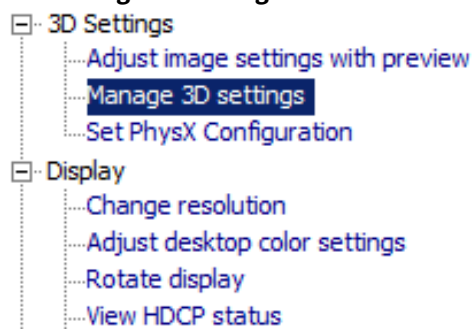 3D Settings
Adjust image settings with preview
Manage 3D settings
Set PhysX Configuration
Display
Change resolution
Adjust desktop color settings
Rotate display
View HDCP status